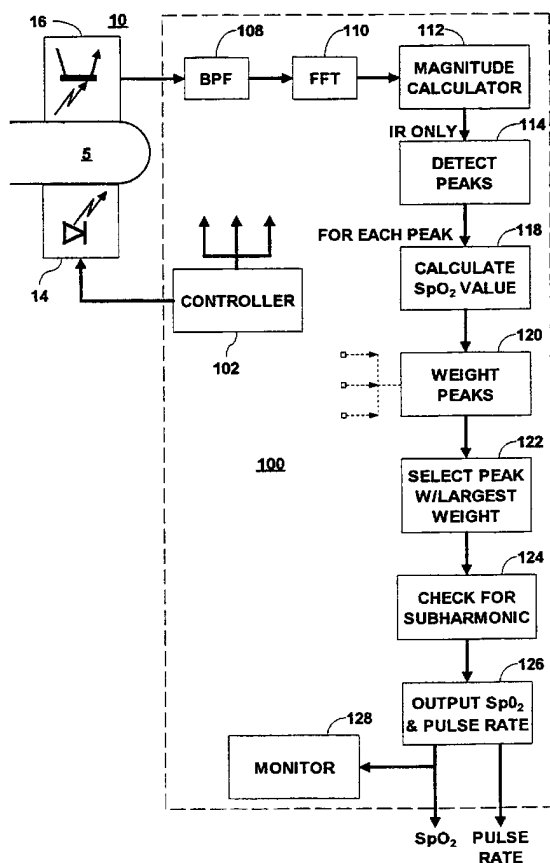 16
10
108
110
112
BPF
FFT
MAGNITUDE
CALCULATOR
IR ONLY
114
5
DETECT
PEAKS
FOR EACH PEAK
118
14
CONTROLLER
102
CALCULATE
SpO₂ VALUE
120
WEIGHT
PEAKS
122
100
SELECT PEAK
W/LARGEST
WEIGHT
124
CHECK FOR
SUBHARMONIC
126
OUTPUT SpO₂
& PULSE RATE
128
MONITOR
SpO₂
PULSE
RATE